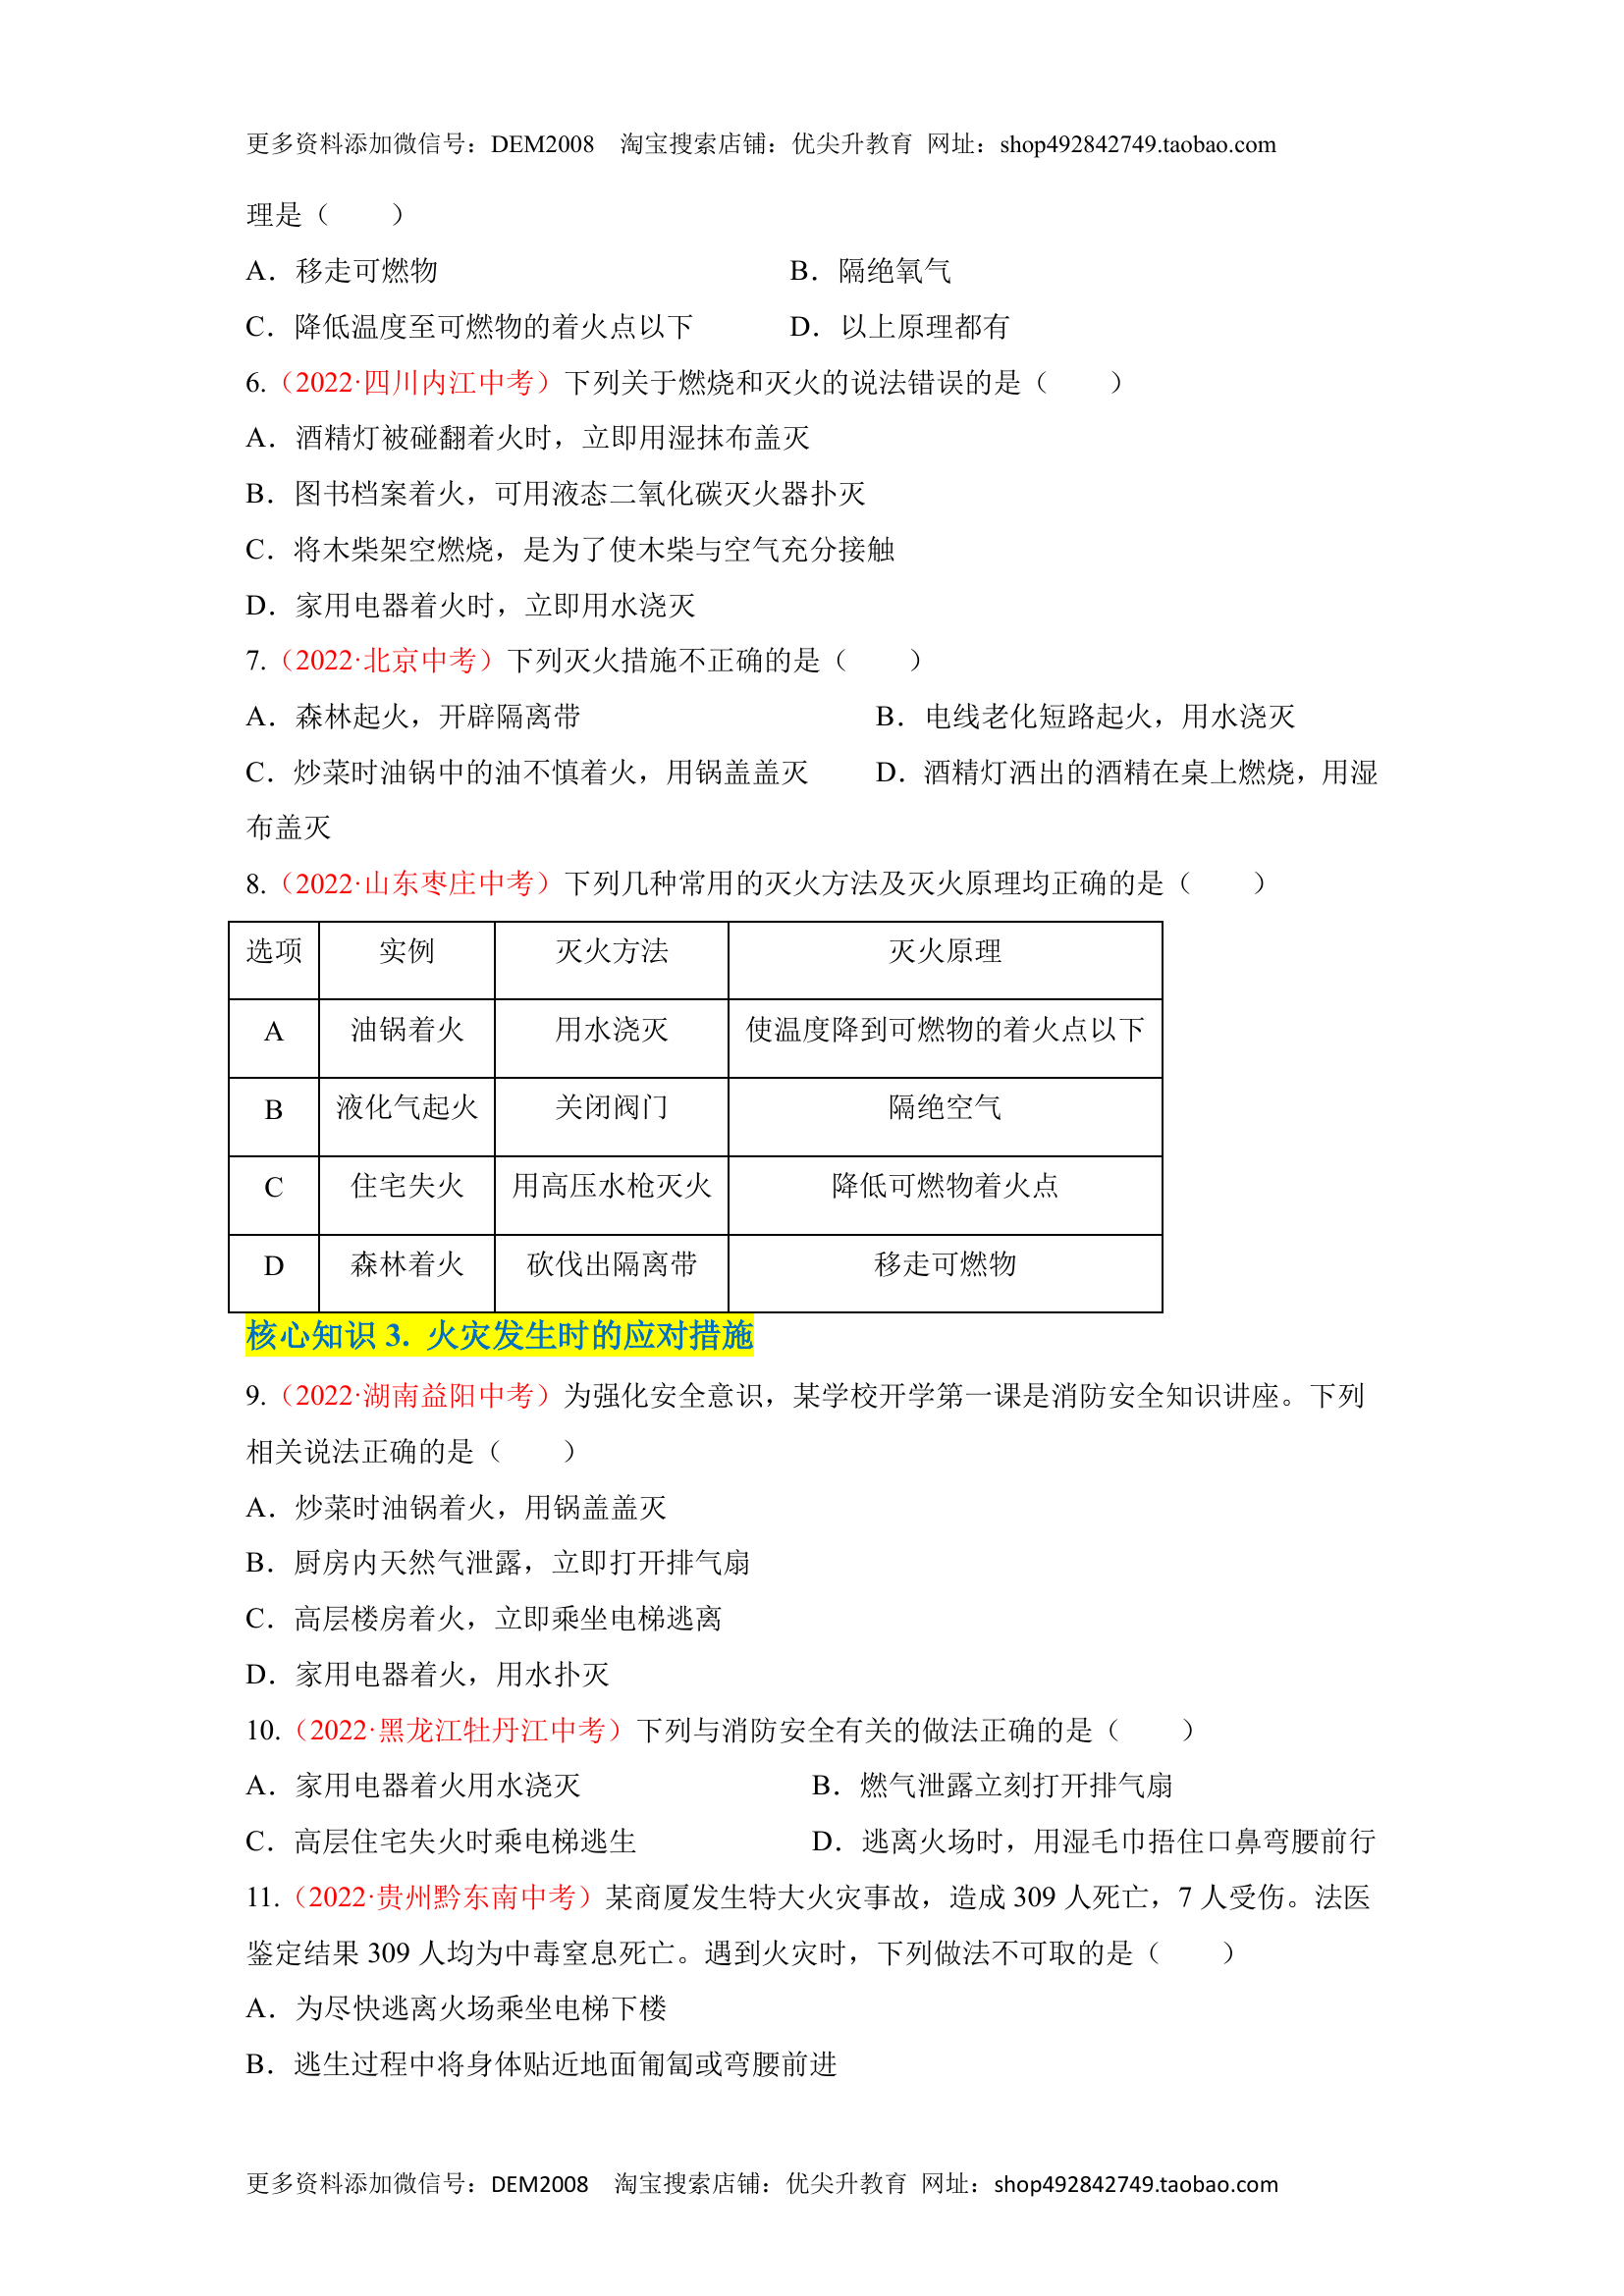 更多资料添加微信号：DEM2008 淘宝搜索店铺：优尖升教育 网址：shop492842749.taobao.com
理是（ ）
A．移走可燃物 B．隔绝氧气
C．降低温度至可燃物的着火点以下 D．以上原理都有
6.（2022·四川内江中考）下列关于燃烧和灭火的说法错误的是（ ）
A．酒精灯被碰翻着火时，立即用湿抹布盖灭
B．图书档案着火，可用液态二氧化碳灭火器扑灭
C．将木柴架空燃烧，是为了使木柴与空气充分接触
D．家用电器着火时，立即用水浇灭
7.（2022·北京中考）下列灭火措施不正确的是（ ）
A．森林起火，开辟隔离带 B．电线老化短路起火，用水浇灭
C．炒菜时油锅中的油不慎着火，用锅盖盖灭 D．酒精灯洒出的酒精在桌上燃烧，用湿
布盖灭
8.（2022·山东枣庄中考）下列几种常用的灭火方法及灭火原理均正确的是（ ）
选项 实例 灭火方法 灭火原理
A 油锅着火 用水浇灭 使温度降到可燃物的着火点以下
B 液化气起火 关闭阀门 隔绝空气
C 住宅失火 用高压水枪灭火 降低可燃物着火点
D 森林着火 砍伐出隔离带 移走可燃物
核心知识 3. 火灾发生时的应对措施
9.（2022·湖南益阳中考）为强化安全意识，某学校开学第一课是消防安全知识讲座。下列
相关说法正确的是（ ）
A．炒菜时油锅着火，用锅盖盖灭
B．厨房内天然气泄露，立即打开排气扇
C．高层楼房着火，立即乘坐电梯逃离
D．家用电器着火，用水扑灭
10.（2022·黑龙江牡丹江中考）下列与消防安全有关的做法正确的是（ ）
A．家用电器着火用水浇灭 B．燃气泄露立刻打开排气扇
C．高层住宅失火时乘电梯逃生 D．逃离火场时，用湿毛巾捂住口鼻弯腰前行
11.（2022·贵州黔东南中考）某商厦发生特大火灾事故，造成 309 人死亡，7 人受伤。法医
鉴定结果 309 人均为中毒窒息死亡。遇到火灾时，下列做法不可取的是（ ）
A．为尽快逃离火场乘坐电梯下楼
B．逃生过程中将身体贴近地面匍匐或弯腰前进
更多资料添加微信号：DEM2008 淘宝搜索店铺：优尖升教育 网址：shop492842749.taobao.com